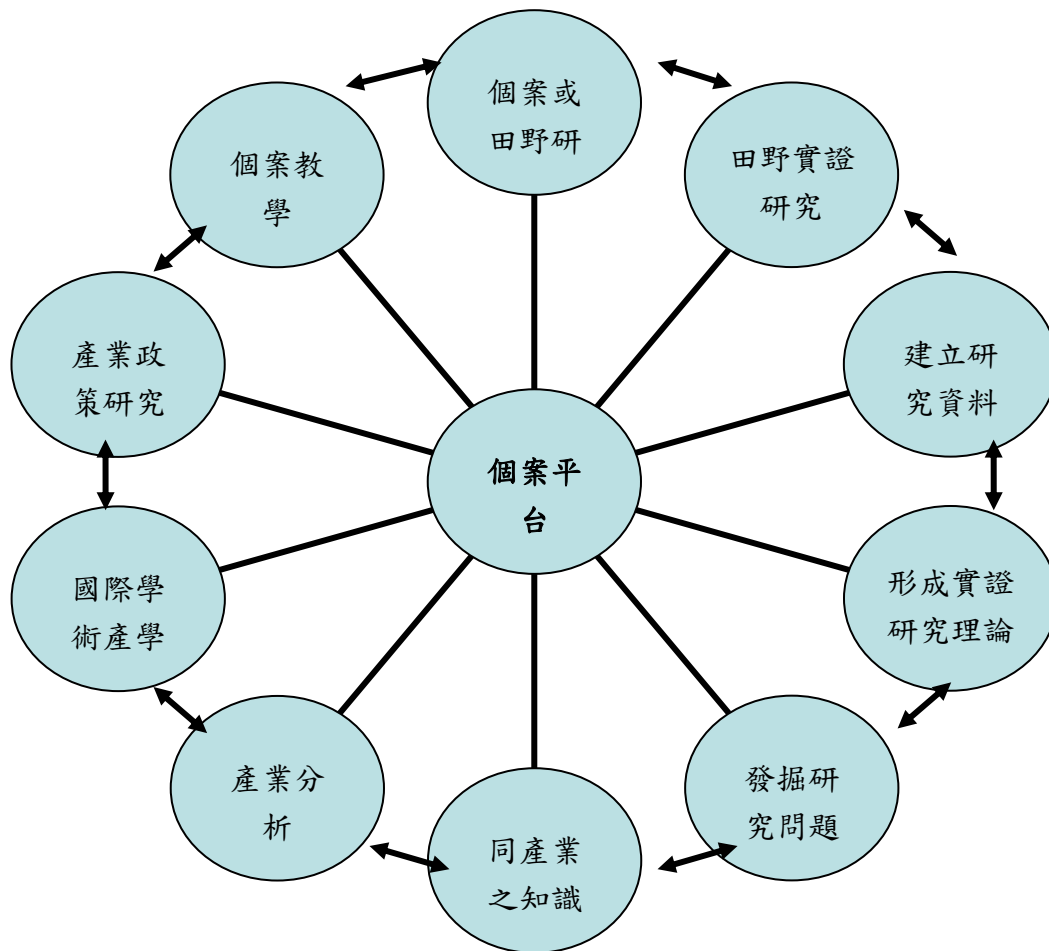 個案或
田野研
田野實證
研究
建立研
究資料
形成實證
研究理論
發掘研
究問題
同產業
之知識
產業分
析
國際學
術產學
產業政
策研究
個案教
學
個案平
台